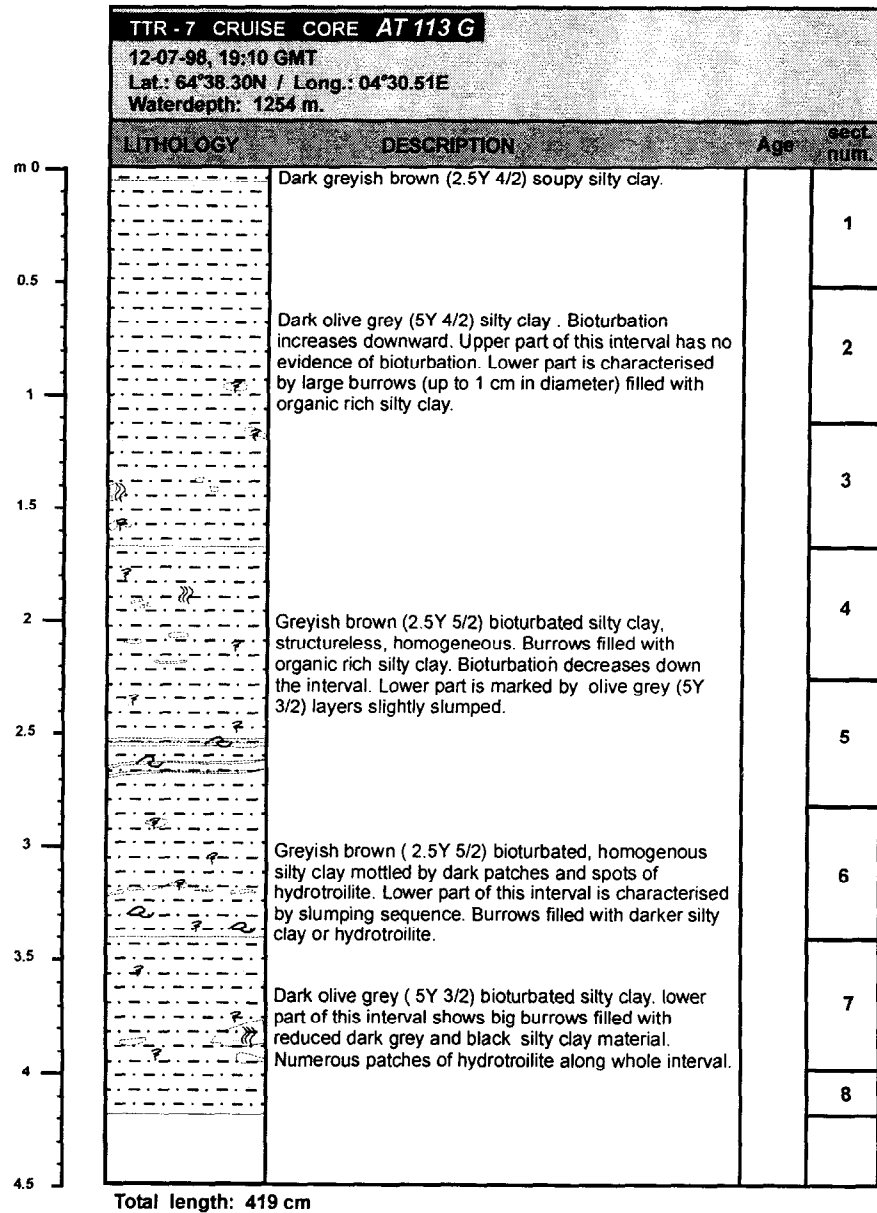 TTR - 7 CRUISE CORE AT 113 G
12-07-98, 19:10 GMT
Lat.: 64°38.30N / Long.: 04°30.51E
Waterdepth: 1254 m.
LITHOLOGY DESCRIPTION Age sect. num.
m 0
Dark greyish brown (2.5Y 4/2) soupy silty clay.
1
0.5
Dark olive grey (5Y 4/2) silty clay . Bioturbation
increases downward. Upper part of this interval has no
evidence of bioturbation. Lower part is characterised
by large burrows (up to 1 cm in diameter) filled with
organic rich silty clay.
2
1
3
1.5
4
2
Greyish brown (2.5Y 5/2) bioturbated silty clay,
structureless, homogeneous. Burrows filled with
organic rich silty clay. Bioturbation decreases down
the interval. Lower part is marked by olive grey (5Y
3/2) layers slightly slumped.
2.5
5
3
Greyish brown ( 2.5Y 5/2) bioturbated, homogenous
silty clay mottled by dark patches and spots of
hydrotroilite. Lower part of this interval is characterised
by slumping sequence. Burrows filled with darker silty
clay or hydrotroilite.
6
3.5
Dark olive grey ( 5Y 3/2) bioturbated silty clay. lower
part of this interval shows big burrows filled with
reduced dark grey and black silty clay material.
Numerous patches of hydrotroilite along whole interval.
7
4
8
4.5
Total length: 419 cm